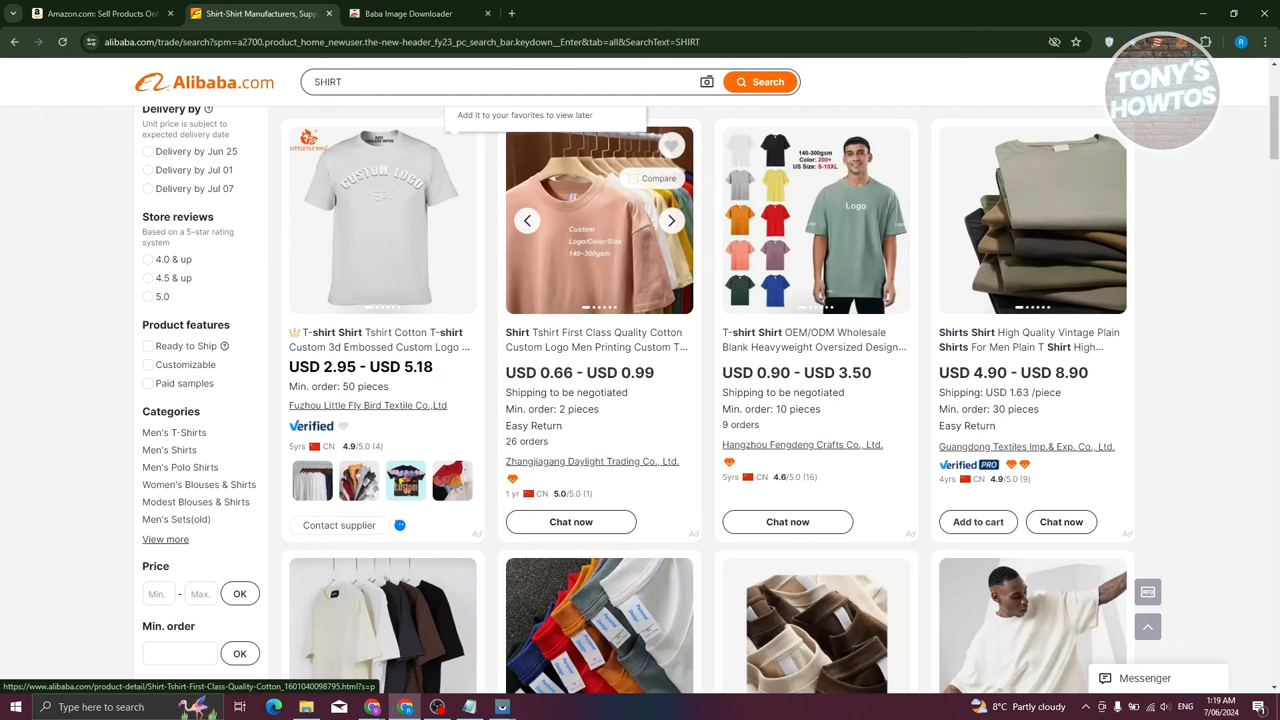 Amazon.com: Sell Products On
Shirt-Shirt Manufacturers,
Baba Image Downloader
alibaba.com/trade/search?spm=a2700.product_home_newuser.the-new-header_fy23_pc_search_bar.keydown__Enter&tab=all&SearchText=SHIRT
Alibaba.com
SHIRT
Search
TONY'S
HOWTOS
Delivery by
Unit price is subject to
expected delivery date
Delivery by Jun 25
Delivery by Jul 01
Delivery by Jul 07
Store reviews
Based on a 5-star rating
system
4.0 & up
4.5 & up
5.0
Product features
Ready to Ship
Customizable
Paid samples
Categories
Men's T-Shirts
Men's Shirts
Men's Polo Shirts
Women's Blouses & Shirts
Modest Blouses & Shirts
Men's Sets(old)
View more
Price
Min. - Max. OK
Min. order
OK
Add it to your favorites to view later
LITTLE FLY BIRD
CUSTOM LOGO
T-shirt Shirt Tshirt Cotton T-shirt
Custom 3d Embossed Custom Logo ...
USD 2.95 - USD 5.18
Min. order: 50 pieces
Fuzhou Little Fly Bird Textile Co.,Ltd
Verified
5yrs CN 4.9/5.0 (4)
Contact supplier
Ad
Compare
Custom
Logo/Color/Size
140-300gsm
Shirt Tshirt First Class Quality Cotton
Custom Logo Men Printing Custom T...
USD 0.66 - USD 0.99
Shipping to be negotiated
Min. order: 2 pieces
Easy Return
26 orders
Zhangjiagang Daylight Trading Co., Ltd.
1 yr CN 5.0/5.0 (1)
Chat now
Ad
140-300gsm
Color: 200+
US Size: S-10XL
Logo
T-shirt Shirt OEM/ODM Wholesale
Blank Heavyweight Oversized Design...
USD 0.90 - USD 3.50
Shipping to be negotiated
Min. order: 10 pieces
9 orders
Hangzhou Fengdeng Crafts Co., Ltd.
5yrs CN 4.6/5.0 (16)
Chat now
Ad
Shirts Shirt High Quality Vintage Plain
Shirts For Men Plain T Shirt High...
USD 4.90 - USD 8.90
Shipping: USD 1.63 /piece
Min. order: 30 pieces
Easy Return
Guangdong Textiles Imp.& Exp. Co., Ltd.
Verified PRO
4yrs CN 4.9/5.0 (9)
Add to cart
Chat now
Ad
RFQ
Messenger
https://www.alibaba.com/product-detail/Shirt-Tshirt-First-Class-Quality-Cotton_1601040098795.html?s=p
Type here to search
8°C Partly cloudy
ENG
1:19 AM
7/06/2024